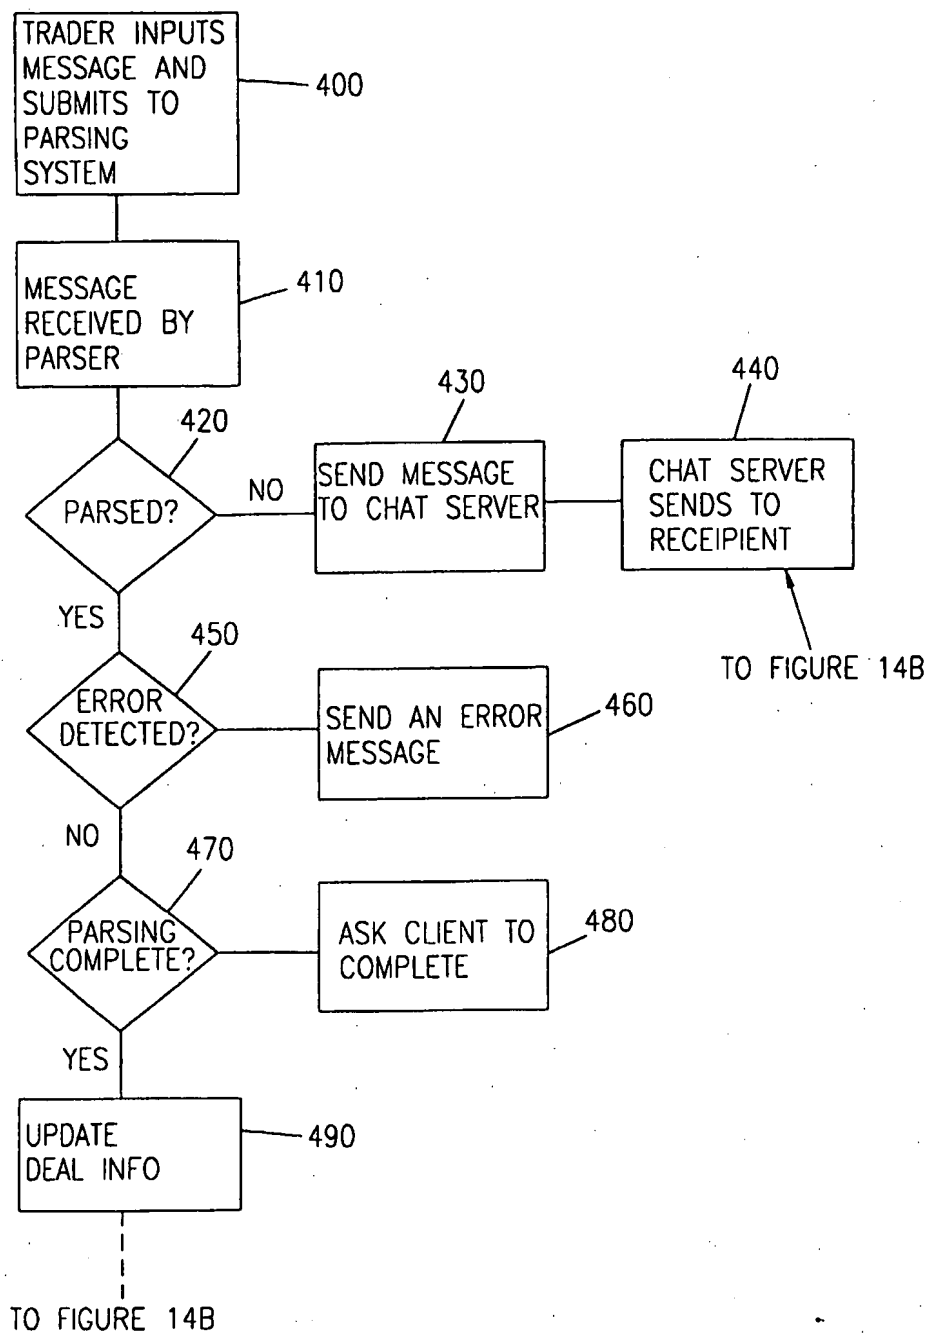 TRADER INPUTS
MESSAGE AND
SUBMITS TO
PARSING
SYSTEM
400
MESSAGE
RECEIVED BY
PARSER
410
420
PARSED?
NO
430
SEND MESSAGE
TO CHAT SERVER
440
CHAT SERVER
SENDS TO
RECEIPIENT
TO FIGURE 14B
YES
450
ERROR
DETECTED?
SEND AN ERROR
MESSAGE
460
NO
470
PARSING
COMPLETE?
ASK CLIENT TO
COMPLETE
480
YES
UPDATE
DEAL INFO
490
TO FIGURE 14B